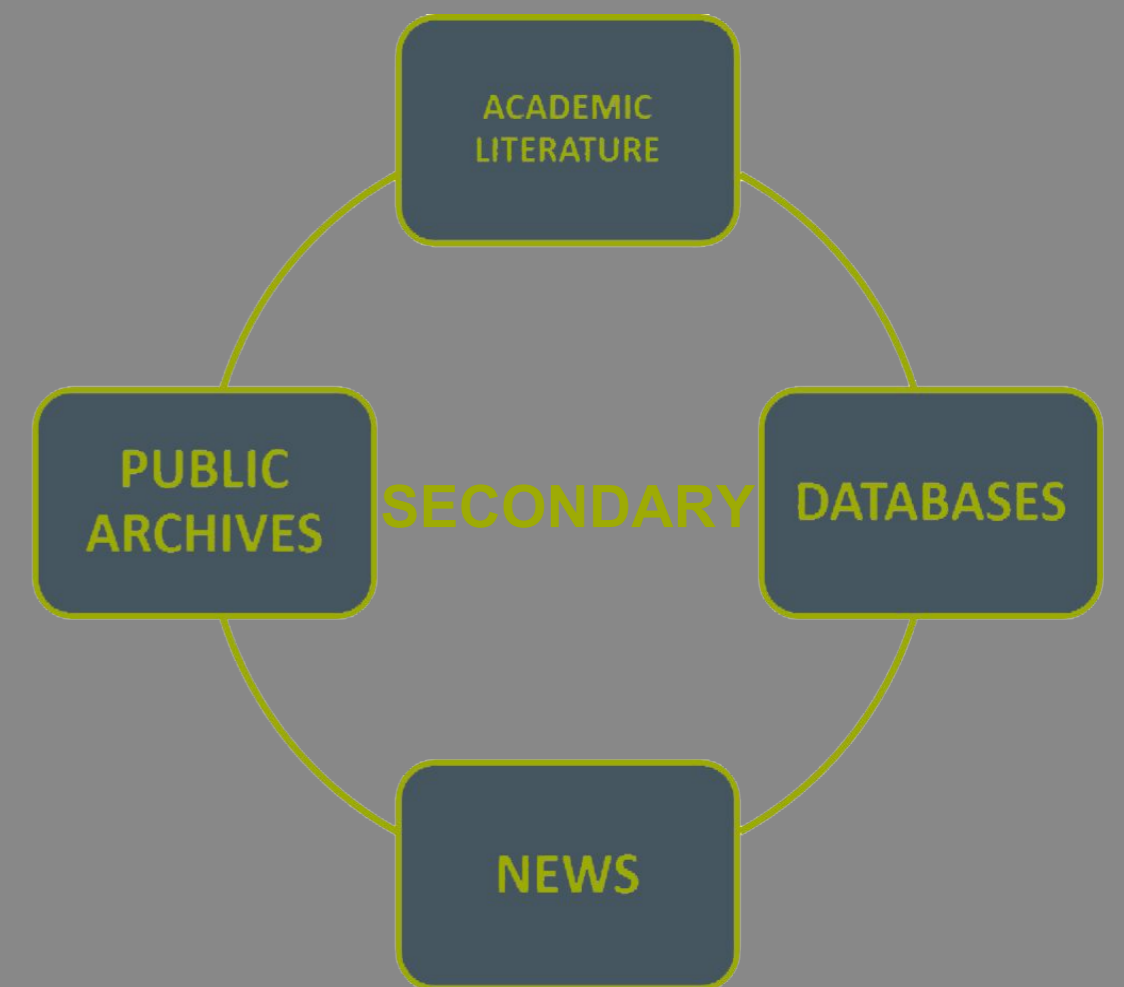 ACADEMIC
LITERATURE
PUBLIC
ARCHIVES
SECONDARY
DATABASES
NEWS